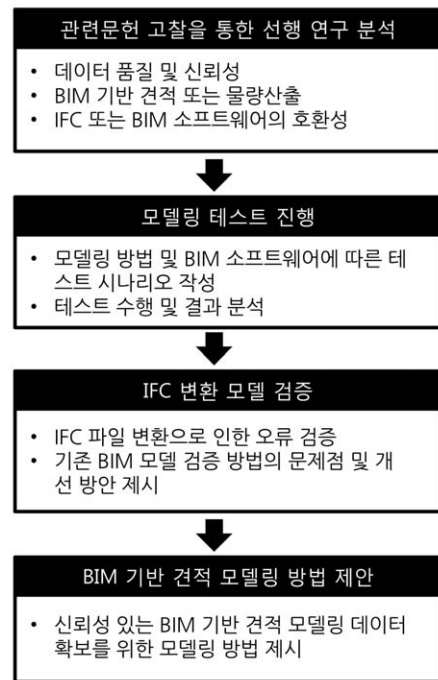 관련문헌 고찰을 통한 선행 연구 분석
• 데이터 품질 및 신뢰성
• BIM 기반 견적 또는 물량산출
• IFC 또는 BIM 소프트웨어의 호환성
모델링 테스트 진행
• 모델링 방법 및 BIM 소프트웨어에 따른 테
스트 시나리오 작성
• 테스트 수행 및 결과 분석
IFC 변환 모델 검증
• IFC 파일 변환으로 인한 오류 검증
• 기존 BIM 모델 검증 방법의 문제점 및 개
선 방안 제시
BIM 기반 견적 모델링 방법 제안
• 신뢰성 있는 BIM 기반 견적 모델링 데이터
확보를 위한 모델링 방법 제시